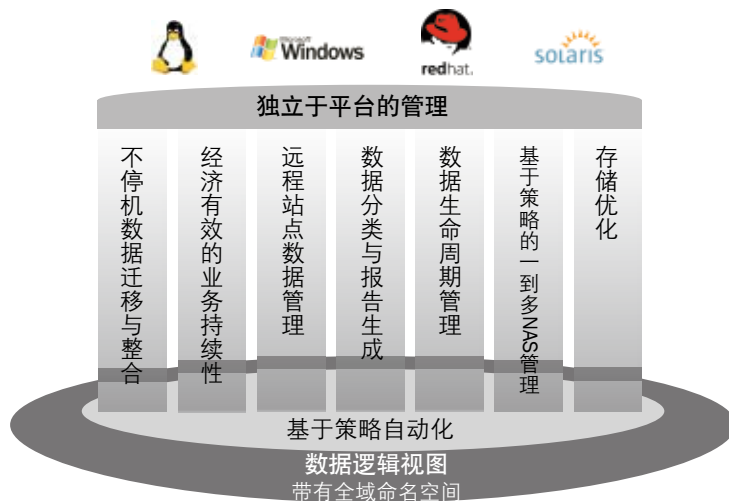 Microsoft
Windows
redhat.
solaris
独立于平台的管理
不停机数据迁移与整合
经济有效的业务持续性
远程站点数据管理
数据分类与报告生成
数据生命周期管理
基于策略的一到多NAS管理
存储优化
基于策略自动化
数据逻辑视图
带有全域命名空间